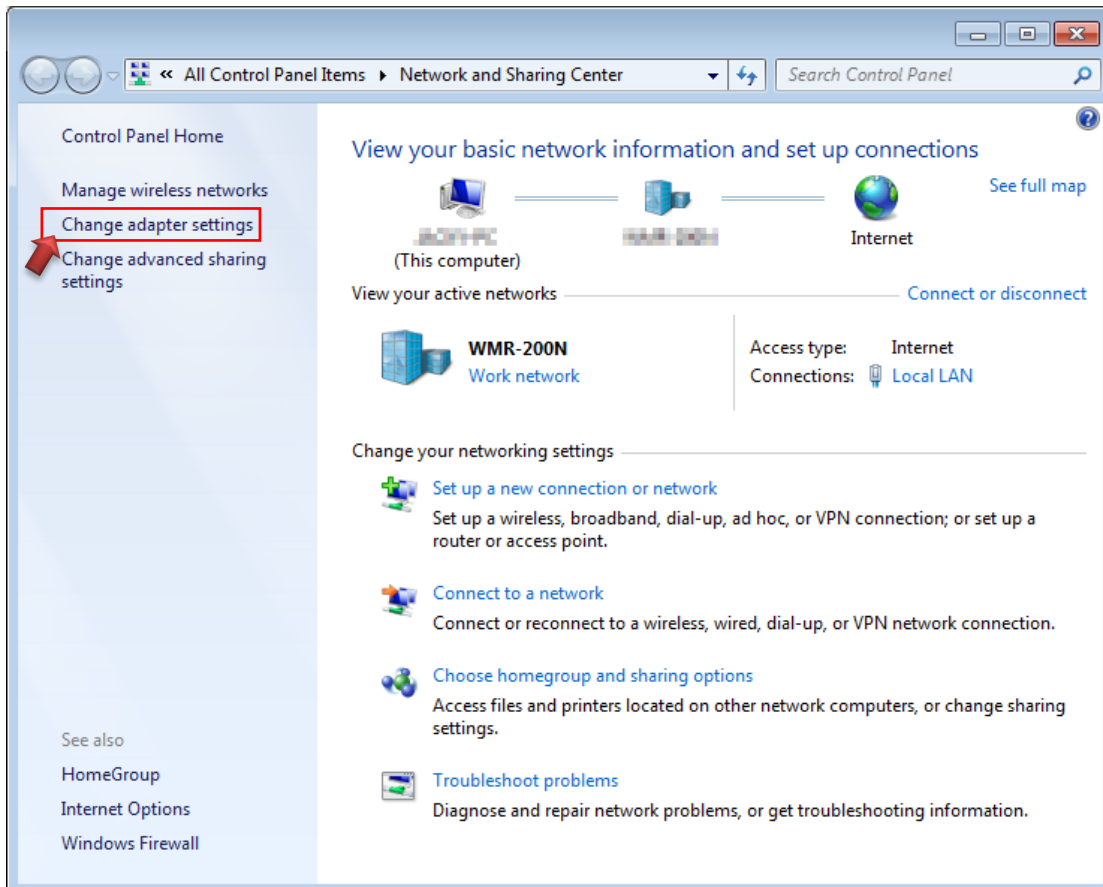 « All Control Panel Items ▸ Network and Sharing Center
Search Control Panel
Control Panel Home
Manage wireless networks
Change adapter settings
Change advanced sharing
settings
See also
HomeGroup
Internet Options
Windows Firewall
View your basic network information and set up connections
See full map
(This computer)
Internet
View your active networks
Connect or disconnect
WMR-200N
Work network
Access type: Internet
Connections: Local LAN
Change your networking settings
Set up a new connection or network
Set up a wireless, broadband, dial-up, ad hoc, or VPN connection; or set up a
router or access point.
Connect to a network
Connect or reconnect to a wireless, wired, dial-up, or VPN network connection.
Choose homegroup and sharing options
Access files and printers located on other network computers, or change sharing
settings.
Troubleshoot problems
Diagnose and repair network problems, or get troubleshooting information.